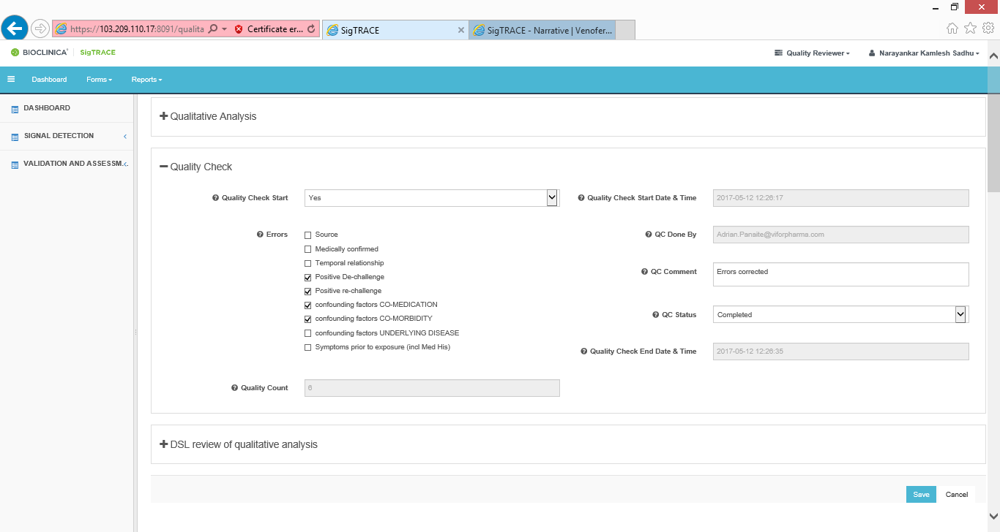 https://103.209.110.17:8091/qualita
Certificate er...
SigTRACE
SigTRACE - Narrative | Venofer...
BIOCLINICA
SigTRACE
Quality Reviewer
Narayankar Kamlesh Sadhu
Dashboard
Forms
Reports
DASHBOARD
SIGNAL DETECTION
VALIDATION AND ASSESSM...
Qualitative Analysis
Quality Check
Quality Check Start
Yes
Quality Check Start Date & Time
2017-05-12 12:26:17
Errors
Source
Medically confirmed
Temporal relationship
Positive De-challenge
Positive re-challenge
confounding factors CO-MEDICATION
confounding factors CO-MORBIDITY
confounding factors UNDERLYING DISEASE
Symptoms prior to exposure (incl Med His)
QC Done By
Adrian.Panaite@viforpharma.com
QC Comment
Errors corrected
QC Status
Completed
Quality Check End Date & Time
2017-05-12 12:26:35
Quality Count
6
DSL review of qualitative analysis
Save
Cancel